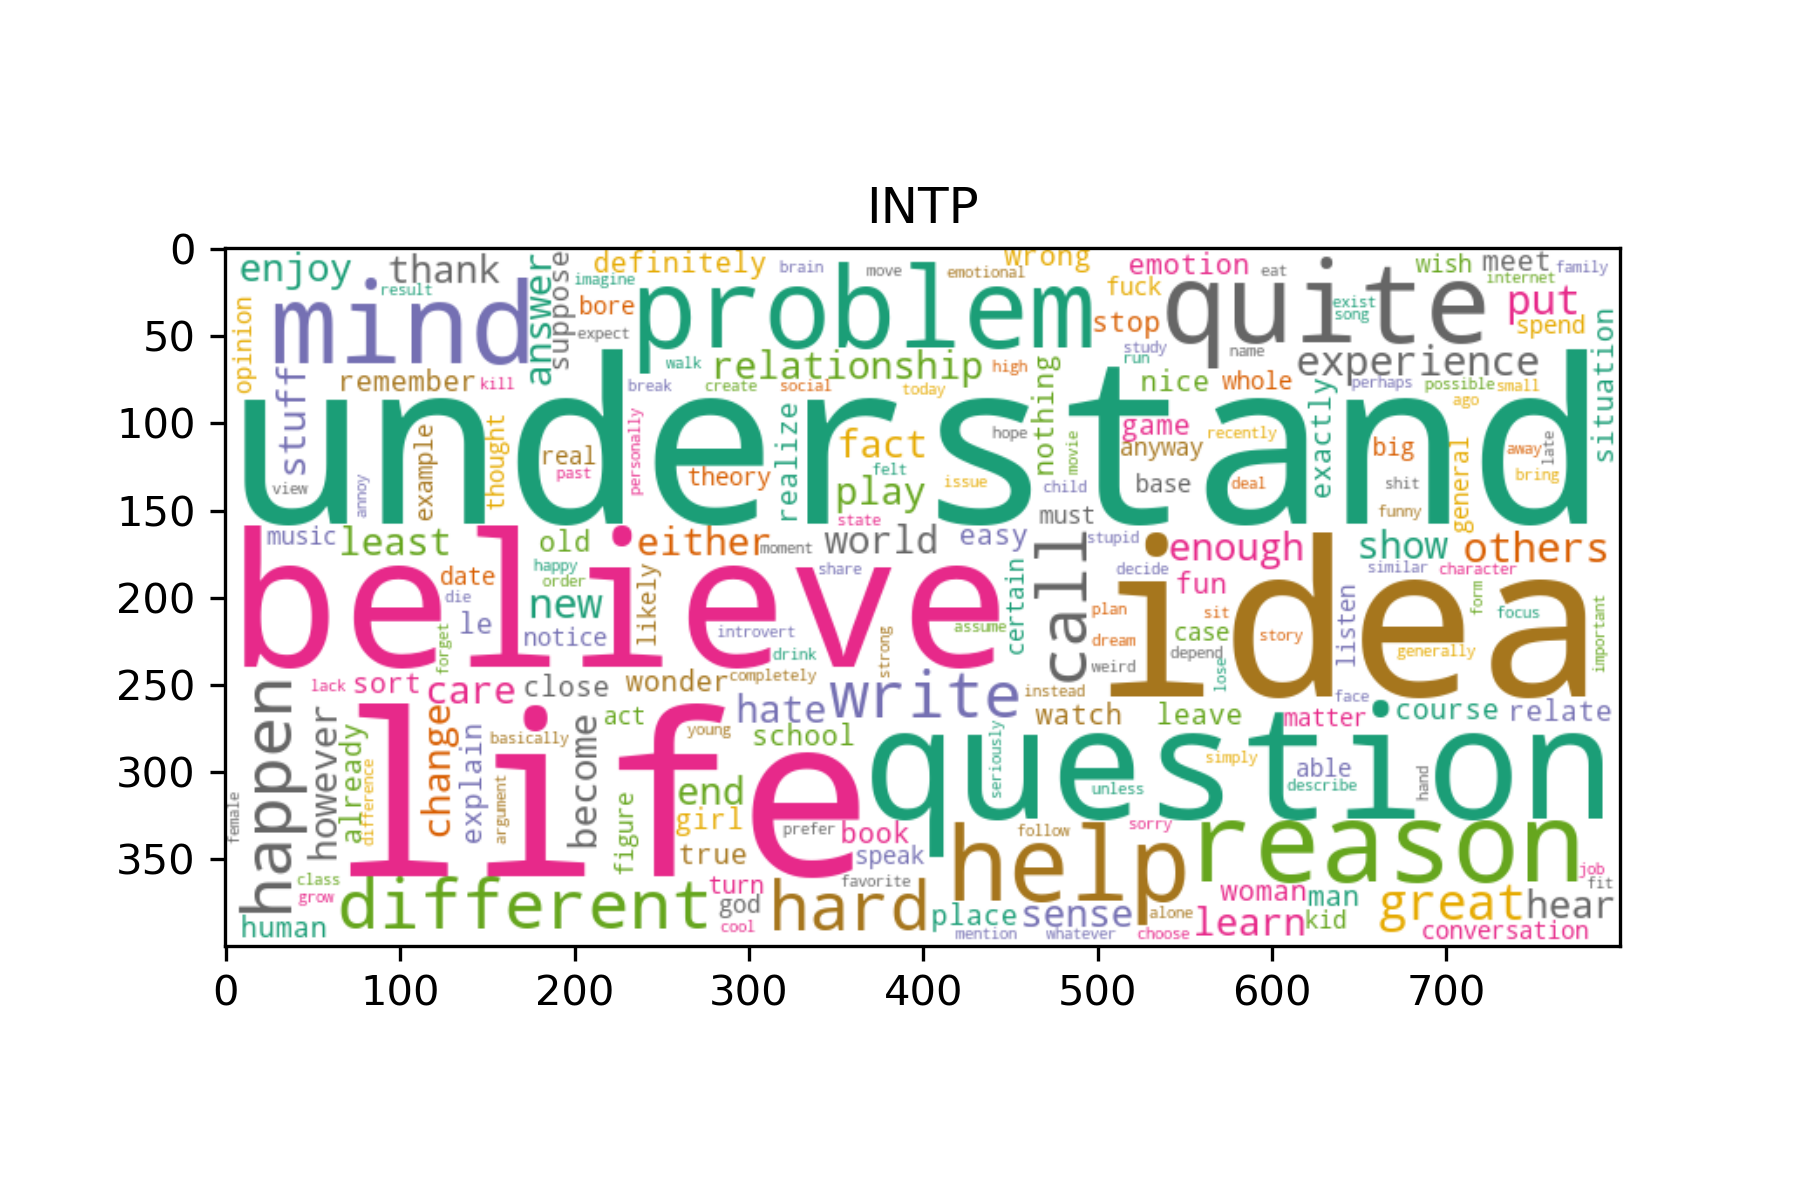 INTP
0
50
100
150
200
250
300
350
enjoy
thank
result
mind
answer
suppose
definitely
imagine
bore
expect
brain
move
emotional
wrong
problem
emotion
eat
fuck
stop
quite
exist
song
wish
meet
family
internet
put
spend
opinion
stuff
remember
kill
walk
relationship
high
study
run
name
experience
situation
break
create
social
today
nothing
nice
whole
exactly
perhaps
possible
small
ago
understand
view
annoy
example
thought
real
past
personally
theory
realize
fact
felt
play
issue
hope
movie
child
game
recently
anyway
base
deal
big
shit
funny
general
away
late
bring
music
least
old
either
moment
state
world
easy
must
stupid
enough
show
others
believe
happy
order
date
die
le
new
notice
likely
forget
share
introvert
drink
assume
strong
certain
call
decide
fun
similar
character
idea
plan
dream
weird
sit
case
depend
lose
story
listen
form
focus
generally
important
happen
lack
sort
care
close
wonder
completely
hate
write
instead
watch
leave
face
matter
course
relate
female
however
already
difference
life
change
explain
basically
argument
become
act
figure
young
school
end
girl
true
prefer
book
speak
favorite
question
seriously
unless
simply
able
describe
hand
help
follow
sorry
reason
job
fit
class
grow
human
different
turn
god
cool
hard
place
mention
sense
whatever
alone
choose
learn
woman
man
kid
great
hear
conversation
0 100 200 300 400 500 600 700